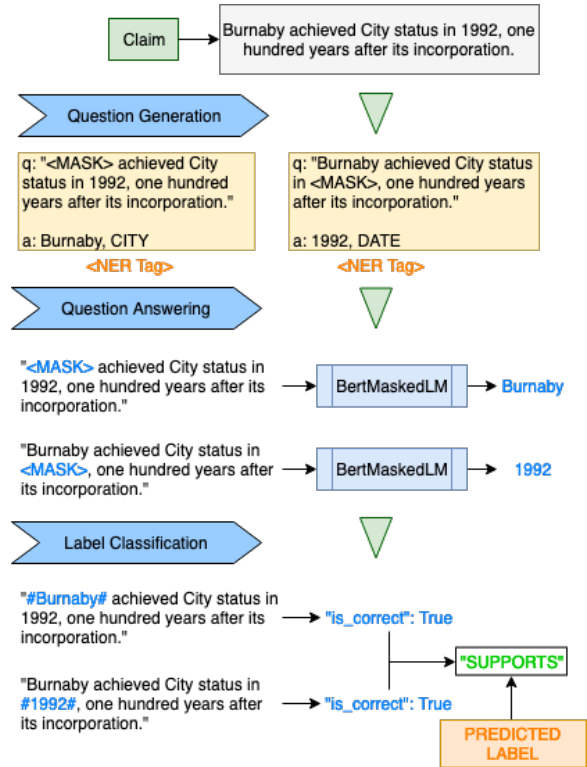 Claim
Burnaby achieved City status in 1992, one
hundred years after its incorporation.
Question Generation
q: "<MASK> achieved City
status in 1992, one hundred
years after its incorporation."
a: Burnaby, CITY
<NER Tag>
q: "Burnaby achieved City status
in <MASK>, one hundred years
after its incorporation."
a: 1992, DATE
<NER Tag>
Question Answering
"<MASK> achieved City status in
1992, one hundred years after its
incorporation."
BertMaskedLM
Burnaby
"Burnaby achieved City status in
<MASK>, one hundred years after
its incorporation."
BertMaskedLM
1992
Label Classification
"#Burnaby# achieved City status in
1992, one hundred years after its
incorporation."
"is_correct": True
"Burnaby achieved City status in
#1992#, one hundred years after
its incorporation."
"is_correct": True
"SUPPORTS"
PREDICTED
LABEL